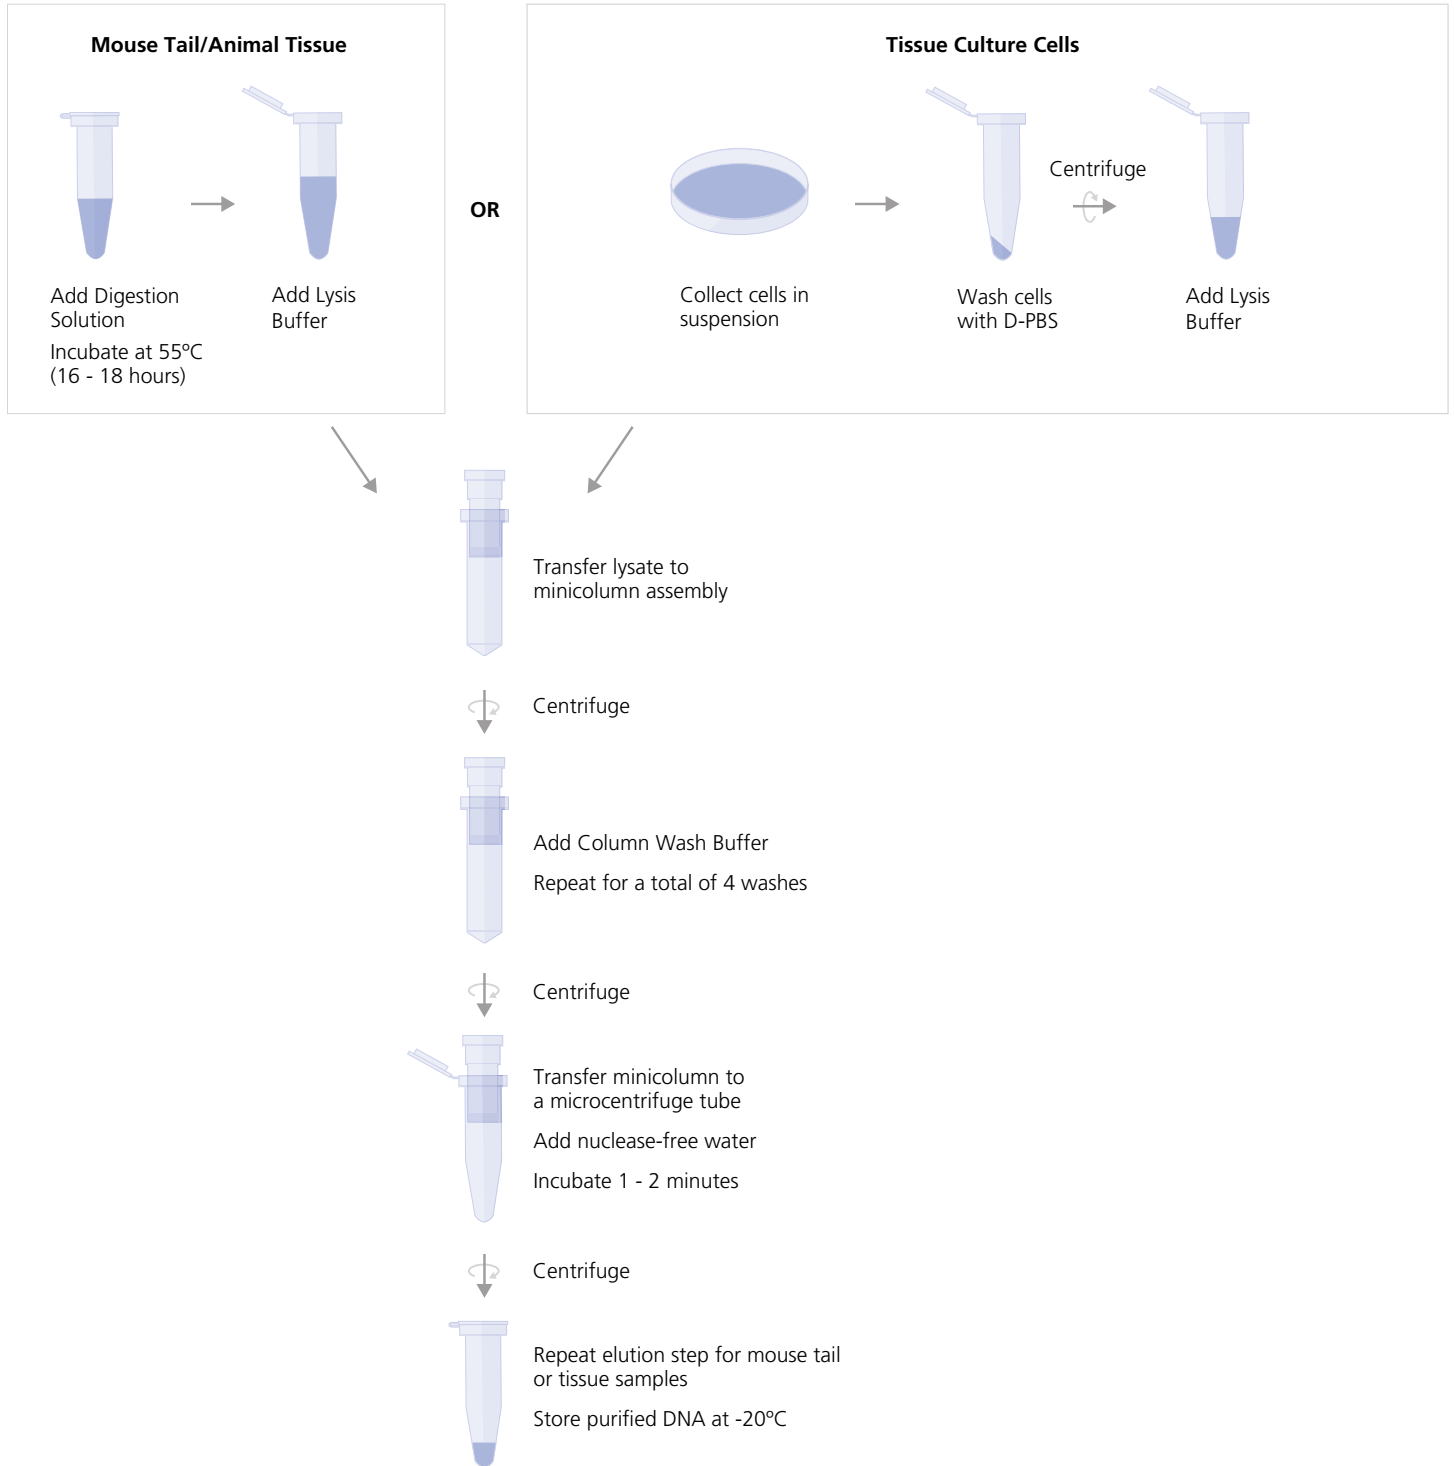 Mouse Tail/Animal Tissue
Add Digestion
Solution
Incubate at 55ºC
(16 - 18 hours)
Add Lysis
Buffer
OR
Tissue Culture Cells
Collect cells in
suspension
Wash cells
with D-PBS
Centrifuge
Add Lysis
Buffer
Transfer lysate to
minicolumn assembly
Centrifuge
Add Column Wash Buffer
Repeat for a total of 4 washes
Centrifuge
Transfer minicolumn to
a microcentrifuge tube
Add nuclease-free water
Incubate 1 - 2 minutes
Centrifuge
Repeat elution step for mouse tail
or tissue samples
Store purified DNA at -20ºC